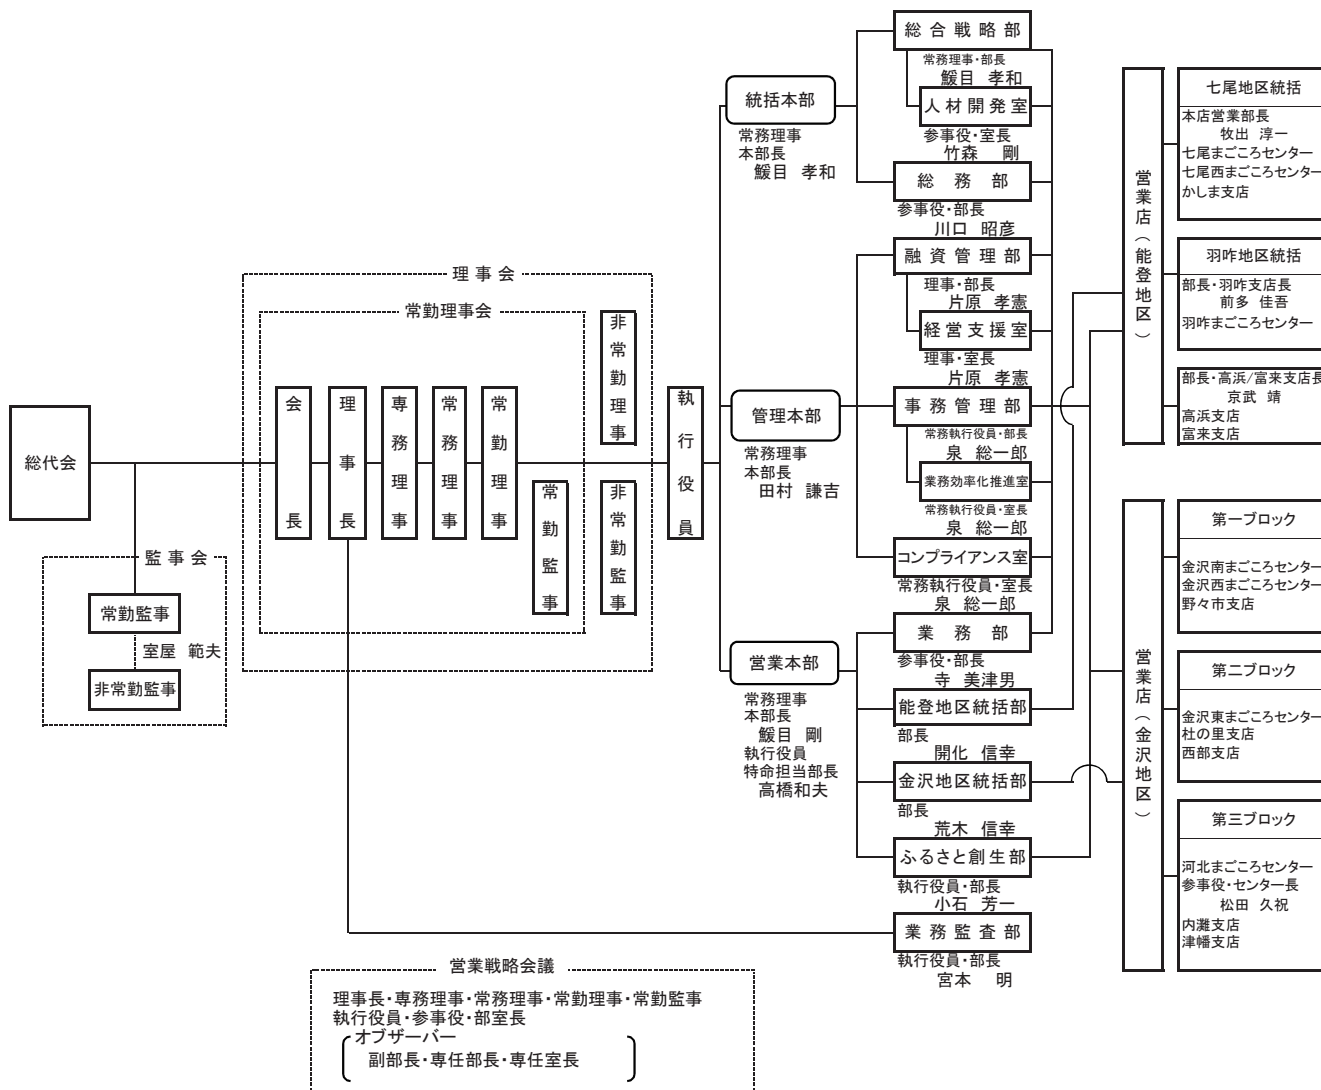 総代会
監事会
常勤監事
室屋 範夫
非常勤監事
理事会
常勤理事会
会長
理事長
専務理事
常務理事
常勤理事
常勤監事
非常勤理事
非常勤監事
執行役員
統括本部
常務理事
本部長
鰀目 孝和
管理本部
常務理事
本部長
田村 謙吉
営業本部
常務理事
本部長
鰀目 剛
執行役員
特命担当部長
高橋和夫
総合戦略部
常務理事・部長
鰀目 孝和
人材開発室
参事役・室長
竹森 剛
総務部
参事役・部長
川口 昭彦
融資管理部
理事・部長
片原 孝憲
経営支援室
理事・室長
片原 孝憲
事務管理部
常務執行役員・部長
泉 総一郎
業務効率化推進室
常務執行役員・室長
泉 総一郎
コンプライアンス室
常務執行役員・室長
泉 総一郎
業務部
参事役・部長
寺 美津男
能登地区統括部
部長
開化 信幸
金沢地区統括部
部長
荒木 信幸
ふるさと創生部
執行役員・部長
小石 芳一
業務監査部
執行役員・部長
宮本 明
営業店（能登地区）
七尾地区統括
本店営業部長
牧出 淳一
七尾まごころセンター
七尾西まごころセンター
かしま支店
羽咋地区統括
部長・羽咋支店長
前多 佳吾
羽咋まごころセンター
部長・高浜/富来支店長
京武 靖
高浜支店
富来支店
営業店（金沢地区）
第一ブロック
金沢南まごころセンター
金沢西まごころセンター
野々市支店
第二ブロック
金沢東まごころセンター
杜の里支店
西部支店
第三ブロック
河北まごころセンター
参事役・センター長
松田 久祝
内灘支店
津幡支店
営業戦略会議
理事長・専務理事・常務理事・常勤理事・常勤監事
執行役員・参事役・部室長
オブザーバー
副部長・専任部長・専任室長